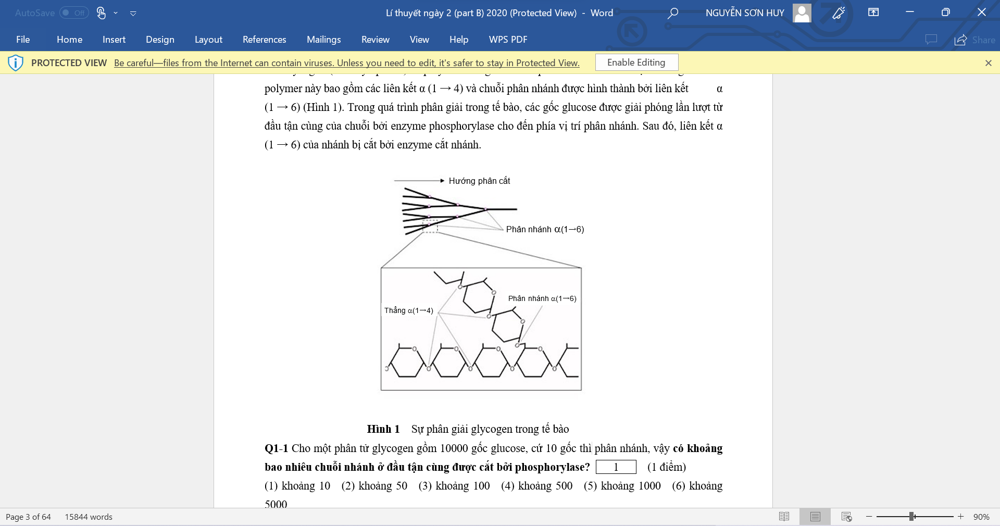 AutoSave Off
Lí thuyết ngày 2 (part B) 2020 (Protected View) - Word
NGUYỄN SƠN HUY
File Home Insert Design Layout References Mailings Review View Help WPS PDF
Share
PROTECTED VIEW Be careful—files from the Internet can contain viruses. Unless you need to edit, it's safer to stay in Protected View. Enable Editing
polymer này bao gồm các liên kết α (1 → 4) và chuỗi phân nhánh được hình thành bởi liên kết α
(1 → 6) (Hình 1). Trong quá trình phân giải trong tế bào, các gốc glucose được giải phóng lần lượt từ
đầu tận cùng của chuỗi bởi enzyme phosphorylase cho đến phía vị trí phân nhánh. Sau đó, liên kết α
(1 → 6) của nhánh bị cắt bởi enzyme cắt nhánh.
Hướng phân cắt
Phân nhánh α(1→6)
Phân nhánh α(1→6)
Thẳng α(1→4)
O O O O O O O O O O O O O O
Hình 1 Sự phân giải glycogen trong tế bào
Q1-1 Cho một phân tử glycogen gồm 10000 gốc glucose, cứ 10 gốc thì phân nhánh, vậy có khoảng
bao nhiêu chuỗi nhánh ở đầu tận cùng được cắt bởi phosphorylase? 1 (1 điểm)
(1) khoảng 10 (2) khoảng 50 (3) khoảng 100 (4) khoảng 500 (5) khoảng 1000 (6) khoảng
5000
Page 3 of 64 15844 words
90%